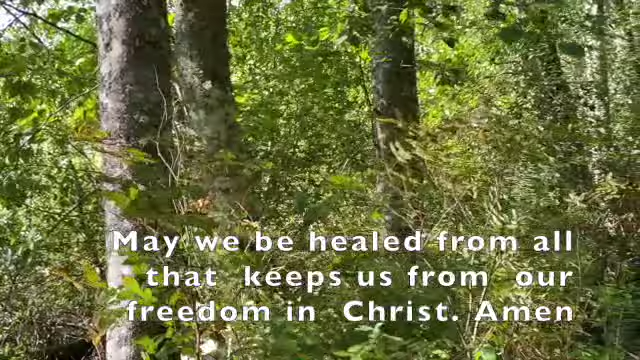 May we be healed from all
that keeps us from our
freedom in Christ. Amen